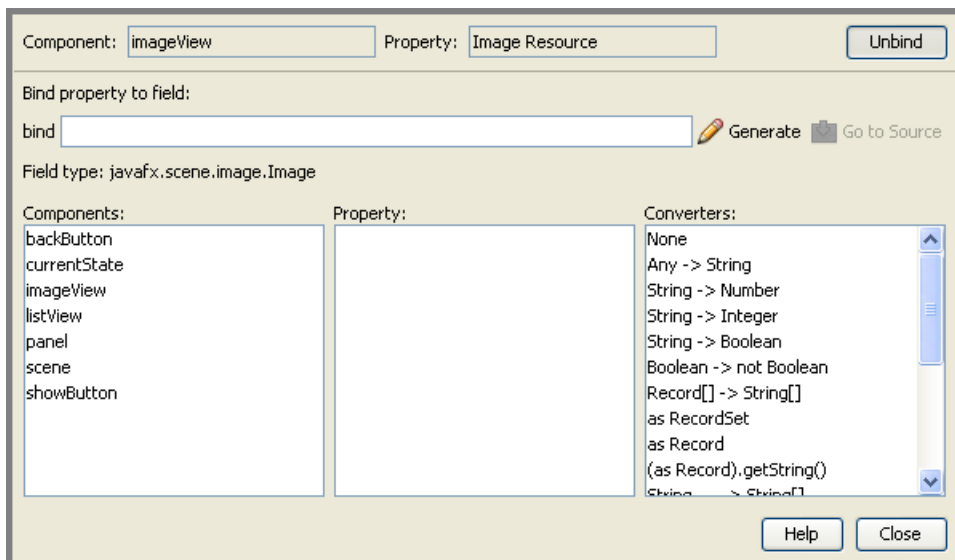 Component: imageView Property: Image Resource Unbind
Bind property to field:
bind Generate Go to Source
Field type: javafx.scene.image.Image
Components: Property: Converters:
backButton None
currentState Any -> String
imageView String -> Number
listView String -> Integer
panel String -> Boolean
scene Boolean -> not Boolean
showButton Record[] -> String[]
as RecordSet
as Record
(as Record).getString()
String -> String[]
Help Close